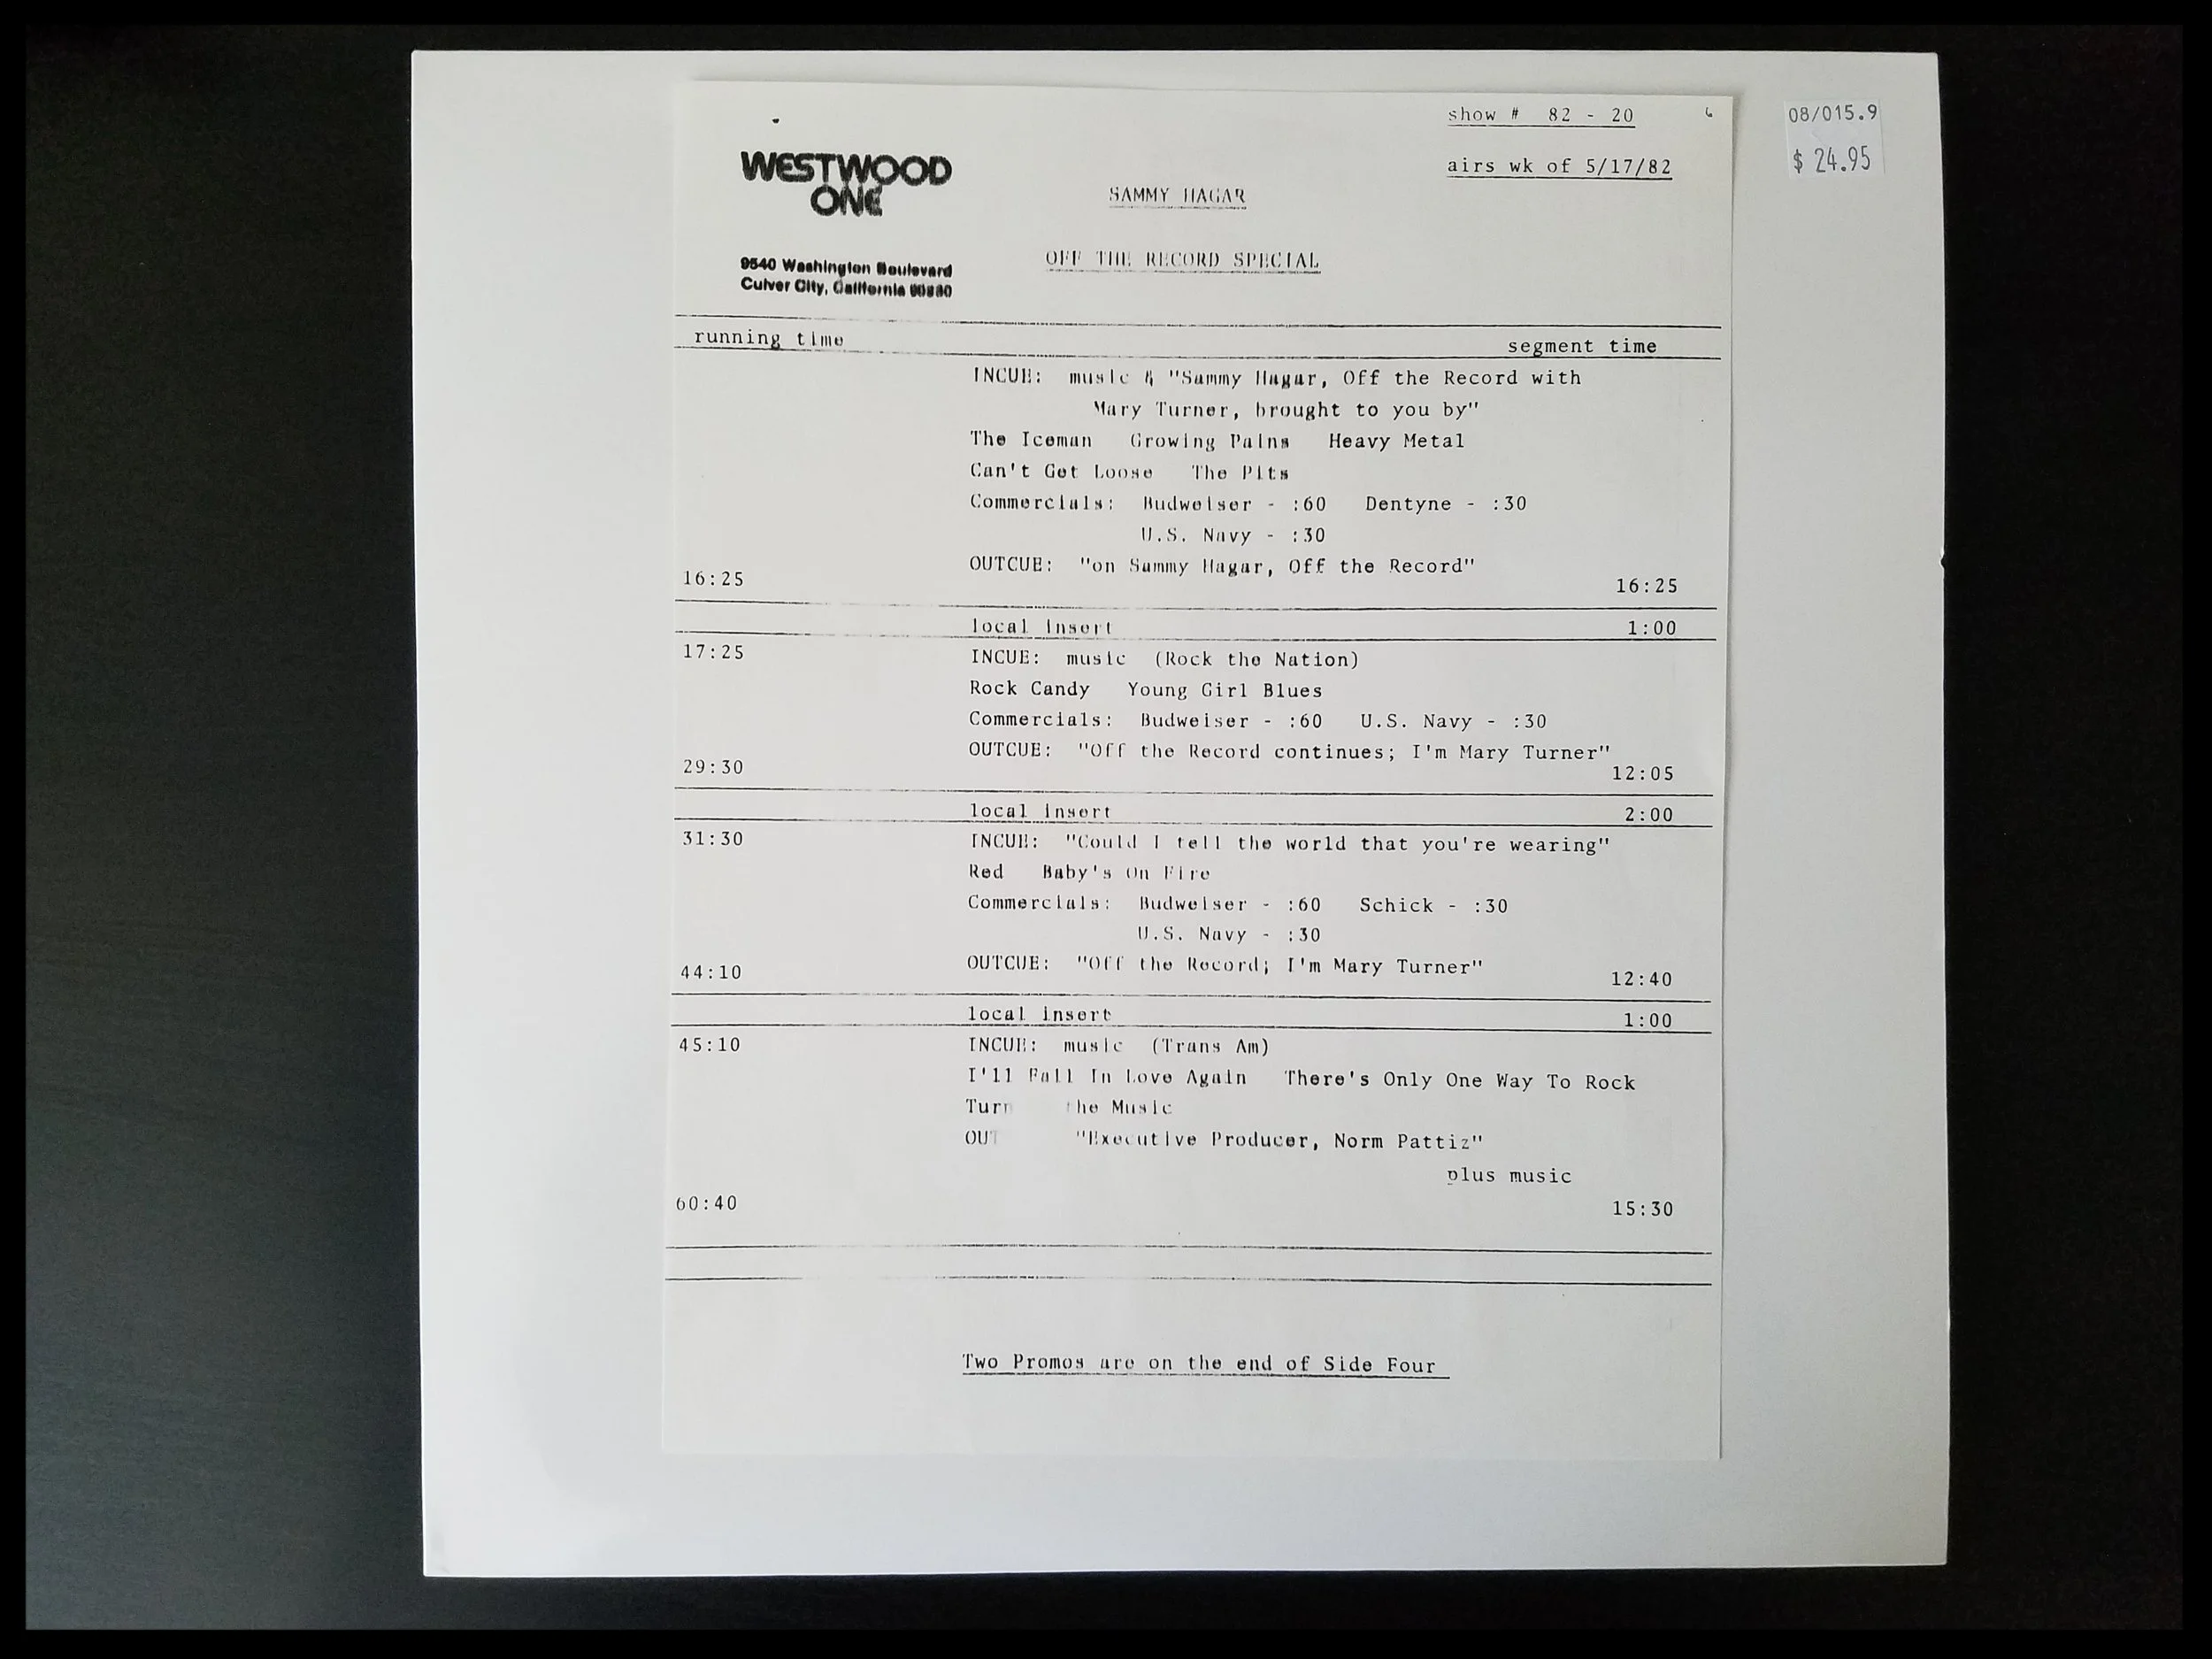 show # 82 - 20
08/015.9
$ 24.95
airs wk of 5/17/82
WESTWOOD
ONE
SAMMY HAGAR
OFF THE RECORD SPECIAL
9540 Washington Boulevard
Culver City, California
running time
segment time
INCUE: music & "Sammy Hagar, Off the Record with
Mary Turner, brought to you by"
The Iceman Growing Pains Heavy Metal
Can't Get Loose The Pits
Commercials: Budweiser - :60 Dentyne - :30
U.S. Navy - :30
OUTCUE: "on Sammy Hagar, Off the Record"
16:25 16:25
local insert 1:00
17:25 INCUE: music (Rock the Nation)
Rock Candy Young Girl Blues
Commercials: Budweiser - :60 U.S. Navy - :30
OUTCUE: "Off the Record continues; I'm Mary Turner"
29:30 12:05
local insert 2:00
31:30 INCUE: "Could I tell the world that you're wearing"
Red Baby's On Fire
Commercials: Budweiser - :60 Schick - :30
U.S. Navy - :30
OUTCUE: "Off the Record; I'm Mary Turner"
44:10 12:40
local insert 1:00
45:10 INCUE: music (Trans Am)
I'll Fall In Love Again There's Only One Way To Rock
Turn the Music
OUT "Executive Producer, Norm Pattiz"
plus music
60:40 15:30
Two Promos are on the end of Side Four